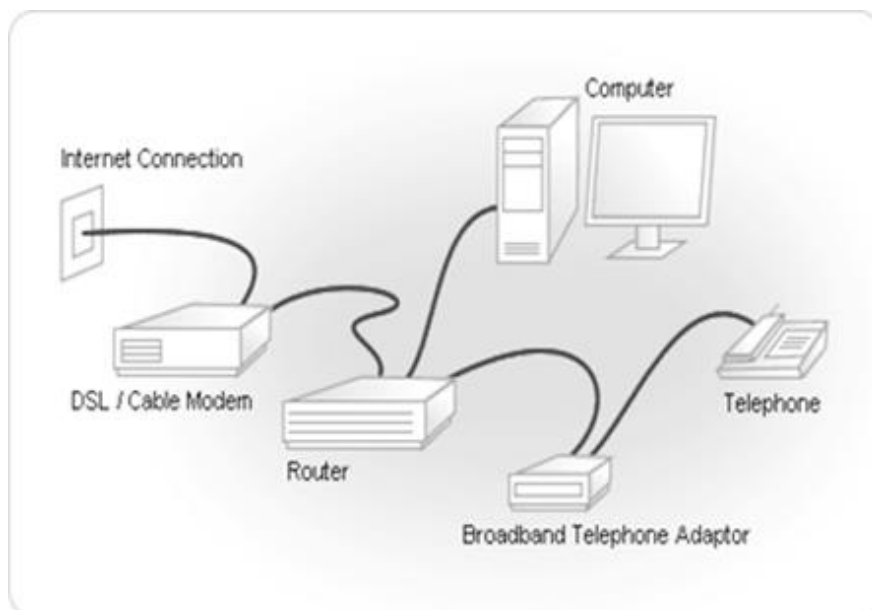 Computer
Internet Connection
DSL / Cable Modem
Telephone
Router
Broadband Telephone Adaptor